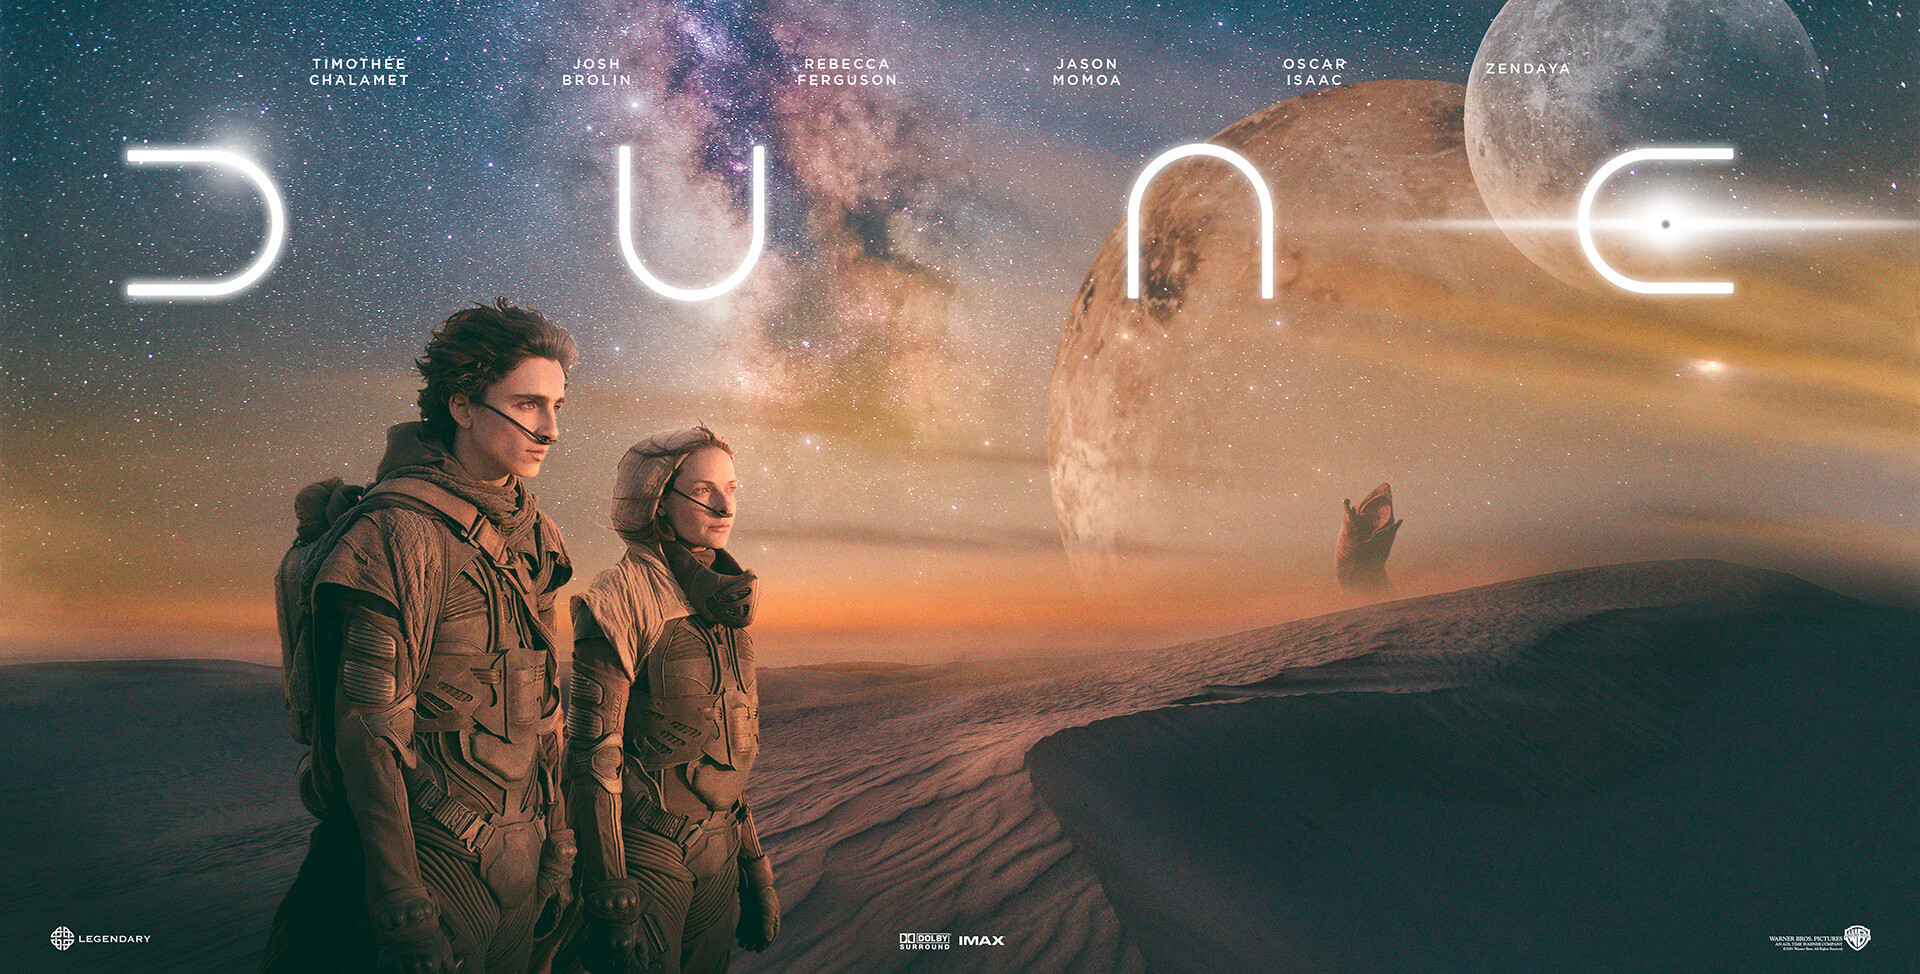 TIMOTHÉE
CHALAMET
JOSH
BROLIN
REBECCA
FERGUSON
JASON
MOMOA
OSCAR
ISAAC
ZENDAYA
DUNE
LEGENDARY
DOLBY
SURROUND
IMAX
WARNER BROS. PICTURES
AN AOL TIME WARNER COMPANY